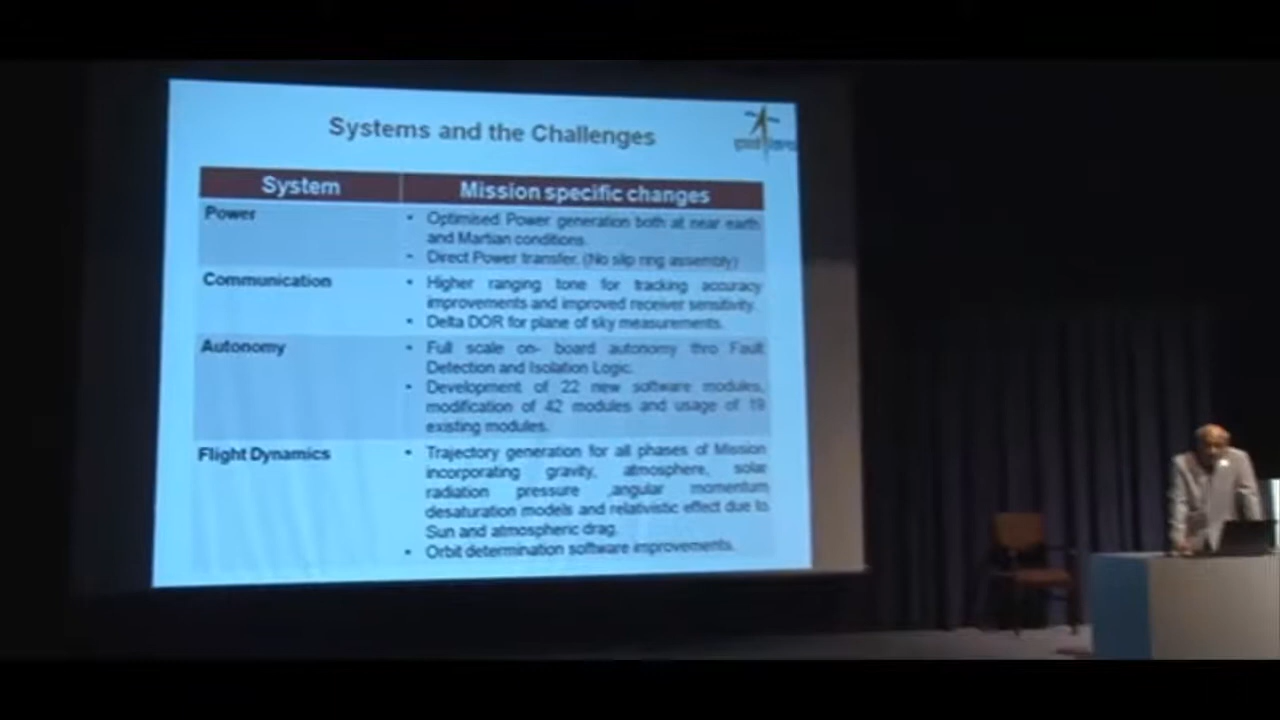 Systems and the Challenges
इसरो isro
System
Mission specific changes
Power
• Optimised Power generation both at near earth
and Martian conditions.
• Direct Power transfer. (No slip ring assembly)
Communication
• Higher ranging tone for tracking accuracy
improvements and improved receiver sensitivity.
• Delta DOR for plane of sky measurements.
Autonomy
• Full scale on- board autonomy thro Fault
Detection and Isolation Logic.
• Development of 22 new software modules,
modification of 42 modules and usage of 19
existing modules.
Flight Dynamics
• Trajectory generation for all phases of Mission
incorporating gravity, atmosphere, solar
radiation pressure ,angular momentum
desaturation models and relativistic effect due to
Sun and atmospheric drag.
• Orbit determination software improvements.